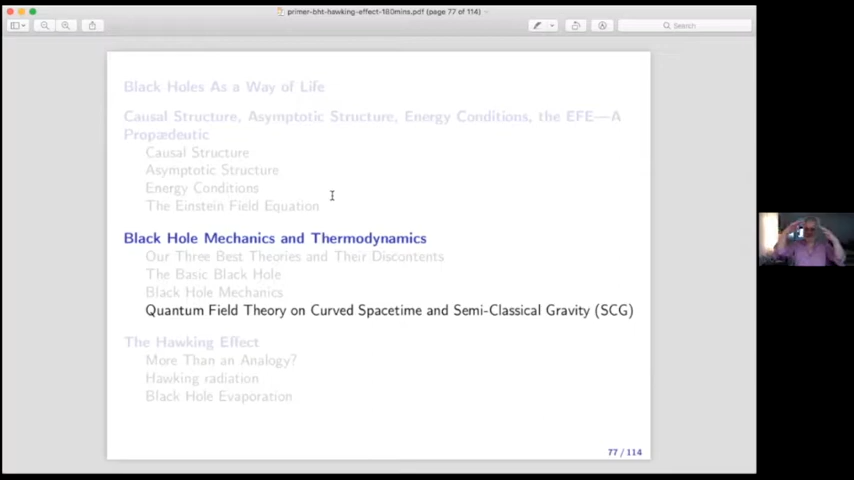 primer-bht-hawking-effect-180mins.pdf (page 77 of 114)
Search
Black Holes As a Way of Life
Causal Structure, Asymptotic Structure, Energy Conditions, the EFE—A
Propædeutic
Causal Structure
Asymptotic Structure
Energy Conditions
The Einstein Field Equation
Black Hole Mechanics and Thermodynamics
Our Three Best Theories and Their Discontents
The Basic Black Hole
Black Hole Mechanics
Quantum Field Theory on Curved Spacetime and Semi-Classical Gravity (SCG)
The Hawking Effect
More Than an Analogy?
Hawking radiation
Black Hole Evaporation
77 / 114